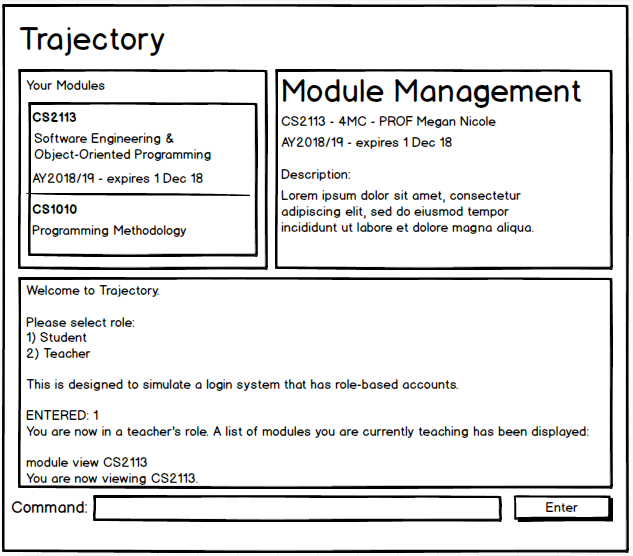 Trajectory
Your Modules
CS2113
Software Engineering &
Object-Oriented Programming
AY2018/19 - expires 1 Dec 18
CS1010
Programming Methodology
Module Management
CS2113 - 4MC - PROF Megan Nicole
AY2018/19 - expires 1 Dec 18
Description:
Lorem ipsum dolor sit amet, consectetur
adipiscing elit, sed do eiusmod tempor
incididunt ut labore et dolore magna aliqua.
Welcome to Trajectory.
Please select role:
1) Student
2) Teacher
This is designed to simulate a login system that has role-based accounts.
ENTERED: 1
You are now in a teacher's role. A list of modules you are currently teaching has been displayed:
module view CS2113
You are now viewing CS2113.
Command:
Enter